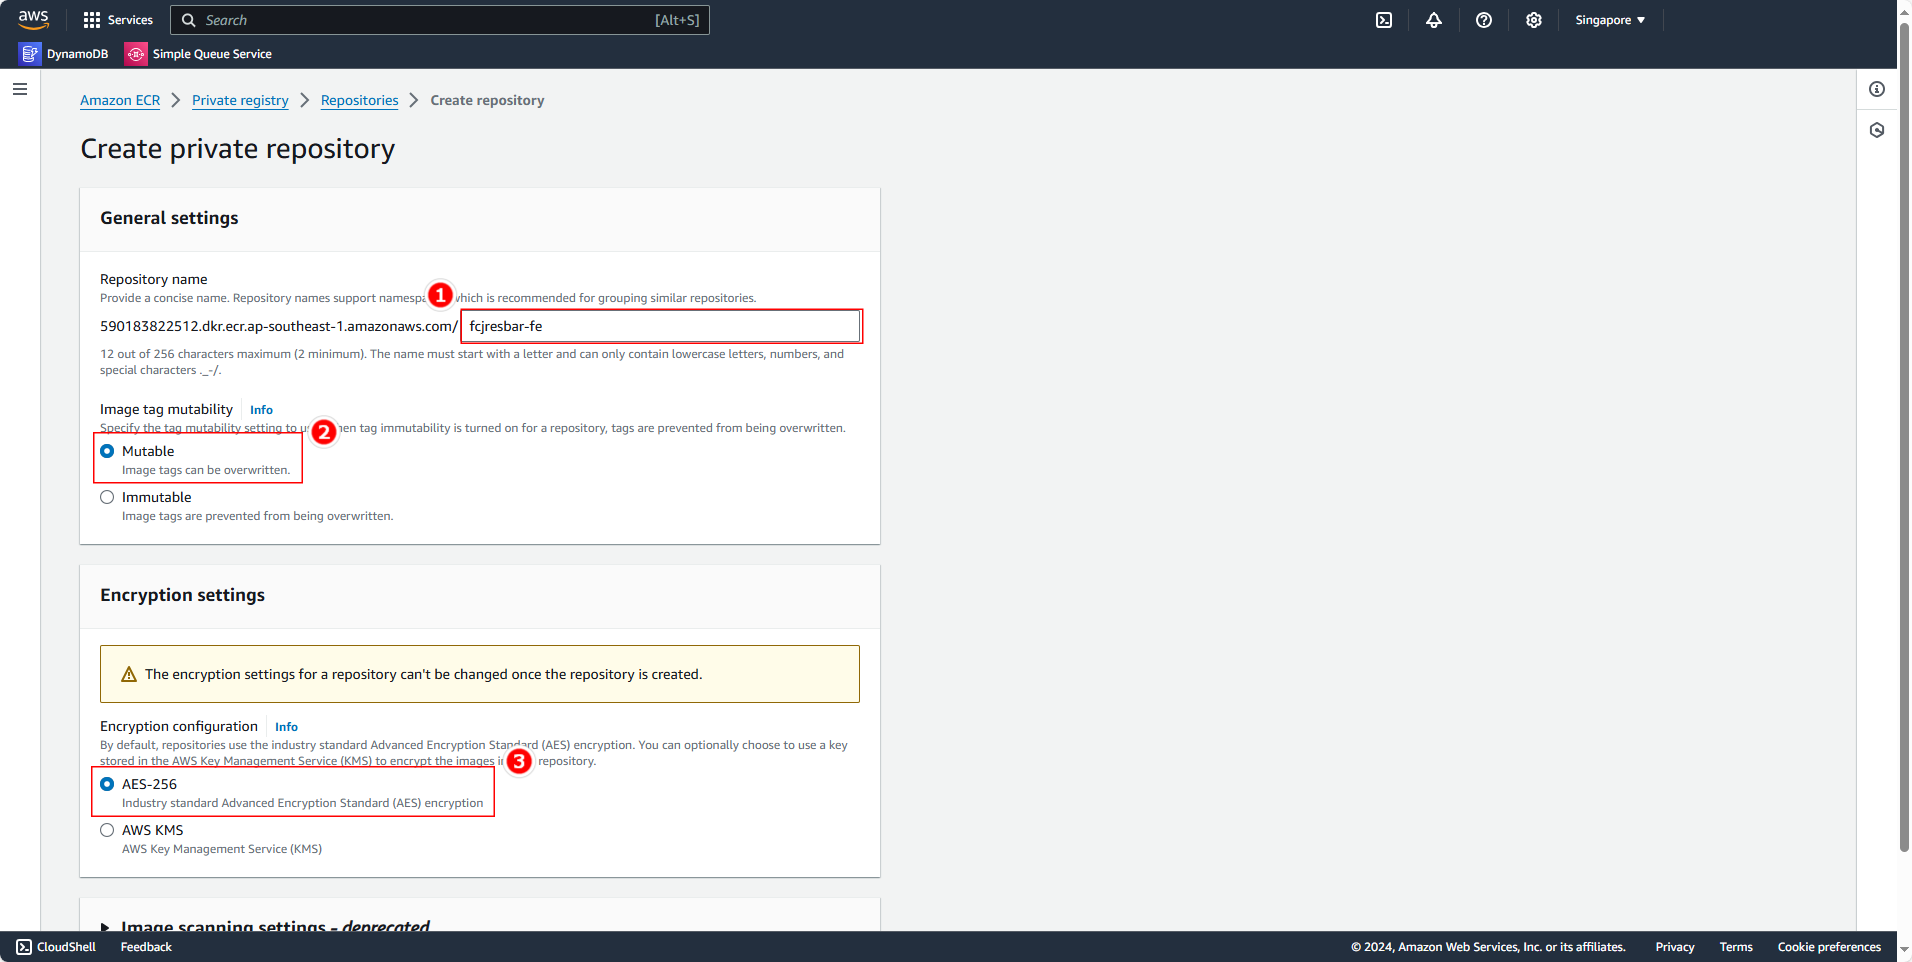 aws
Services
Search
[Alt+S]
Singapore
DynamoDB
Simple Queue Service
Amazon ECR
Private registry
Repositories
Create repository
Create private repository
General settings
Repository name
Provide a concise name. Repository names support 1 which is recommended for grouping similar repositories.
590183822512.dkr.ecr.ap-southeast-1.amazonaws.com/ fcjresbar-fe
12 out of 256 characters maximum (2 minimum). The name must start with a letter and can only contain lowercase letters, numbers, and
special characters ._-/.
Image tag mutability Info
Specify the tag mutability setting to 2 tag immutability is turned on for a repository, tags are prevented from being overwritten.
Mutable
Image tags can be overwritten.
Immutable
Image tags are prevented from being overwritten.
Encryption settings
The encryption settings for a repository can't be changed once the repository is created.
Encryption configuration Info
By default, repositories use the industry standard Advanced Encryption Standard (AES) encryption. You can optionally choose to use a key
stored in the AWS Key Management Service (KMS) to encrypt the images 3 repository.
AES-256
Industry standard Advanced Encryption Standard (AES) encryption
AWS KMS
AWS Key Management Service (KMS)
Image scanning settings - deprecated
CloudShell
Feedback
© 2024, Amazon Web Services, Inc. or its affiliates.
Privacy
Terms
Cookie preferences